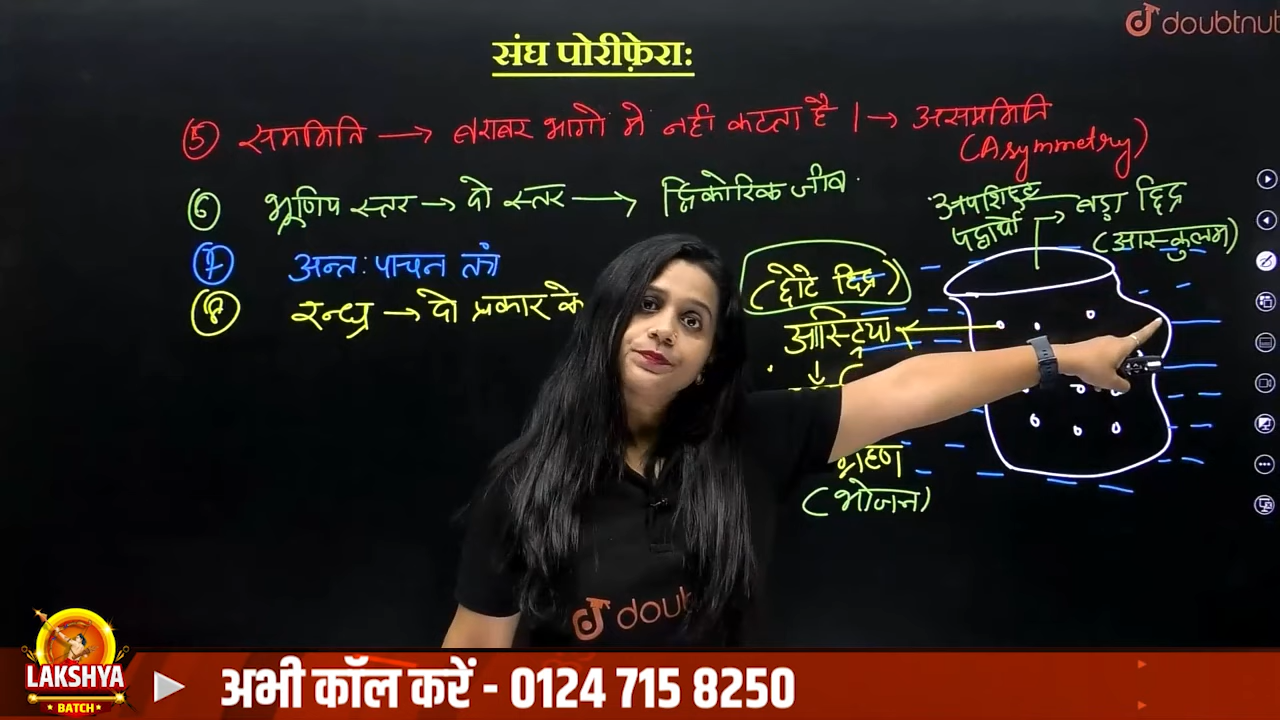 doubtnut
संघ पोरीफ़ेराः
⑤ सममिति → बराबर भागों में नहीं कटता है । → असममिति
(Asymmetry)
⑥ भ्रूणिय स्तर → दो स्तर → द्विकोरिक जीव
अपशिष्ट पदार्थो
→ बड़ा छिद्र
(आस्कुलम)
⑦ अन्तः पाचन तंत्र
(छोटे छिद्र)
⑧ रन्ध्र → दो प्रकार के
आस्ट्रिया
↓
ग्रहण
(भोजन)
doub
LAKSHYA
BATCH
अभी कॉल करें - 0124 715 8250